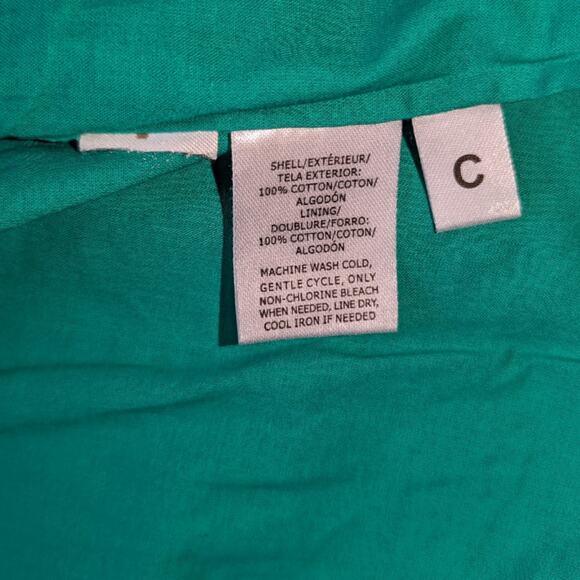 SHELL/EXTÉRIEUR/
TELA EXTERIOR:
100% COTTON/COTON/
ALGODÓN
LINING/
DOUBLURE/FORRO:
100% COTTON/COTON/
ALGODÓN
MACHINE WASH COLD,
GENTLE CYCLE, ONLY
NON-CHLORINE BLEACH
WHEN NEEDED, LINE DRY,
COOL IRON IF NEEDED
C